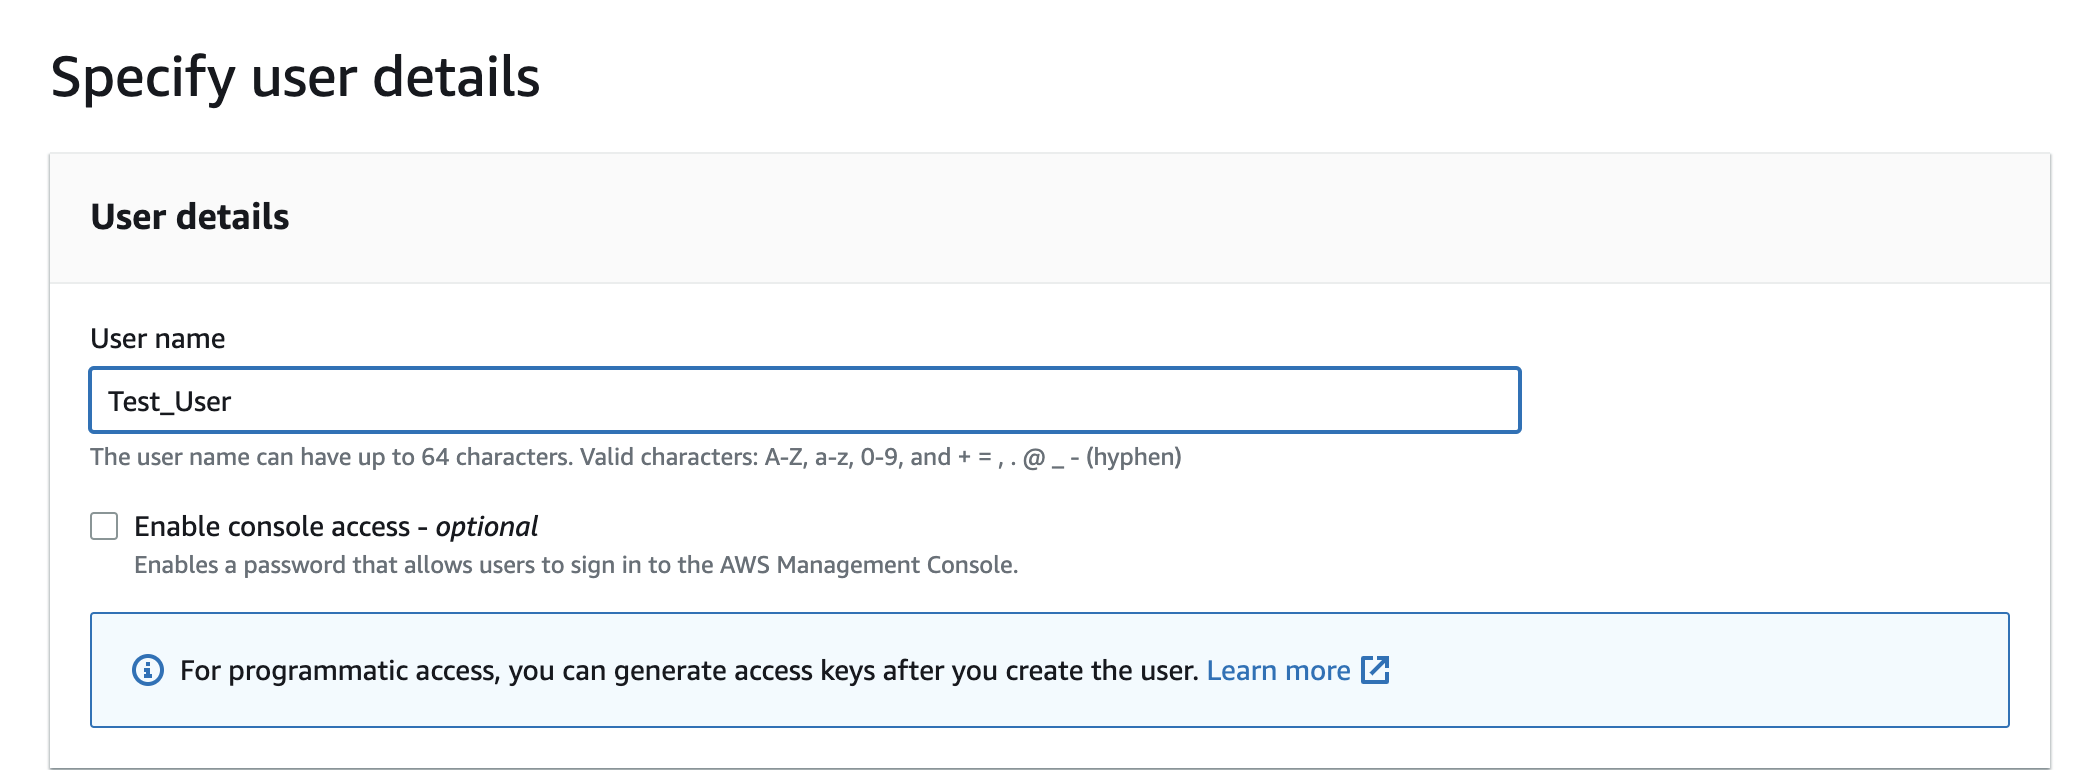 Specify user details
User details
User name
Test_User
The user name can have up to 64 characters. Valid characters: A-Z, a-z, 0-9, and + = , . @ _ - (hyphen)
Enable console access - optional
Enables a password that allows users to sign in to the AWS Management Console.
For programmatic access, you can generate access keys after you create the user. Learn more